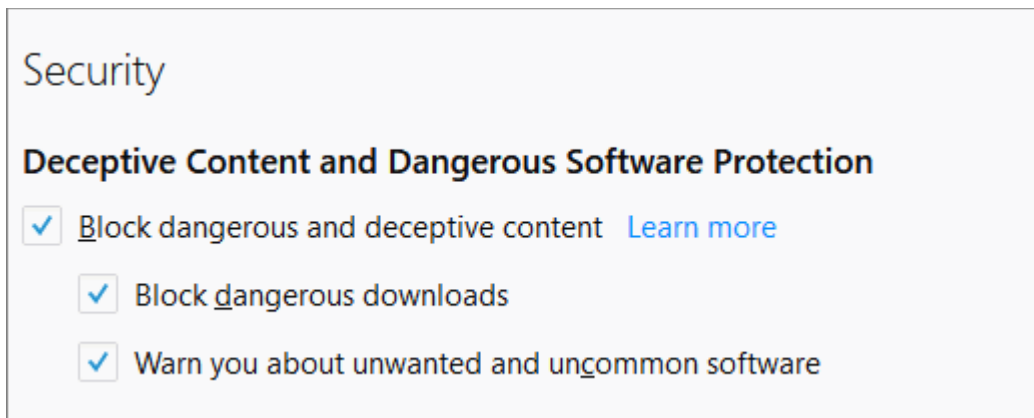 Security
Deceptive Content and Dangerous Software Protection
Block dangerous and deceptive content Learn more
Block dangerous downloads
Warn you about unwanted and uncommon software